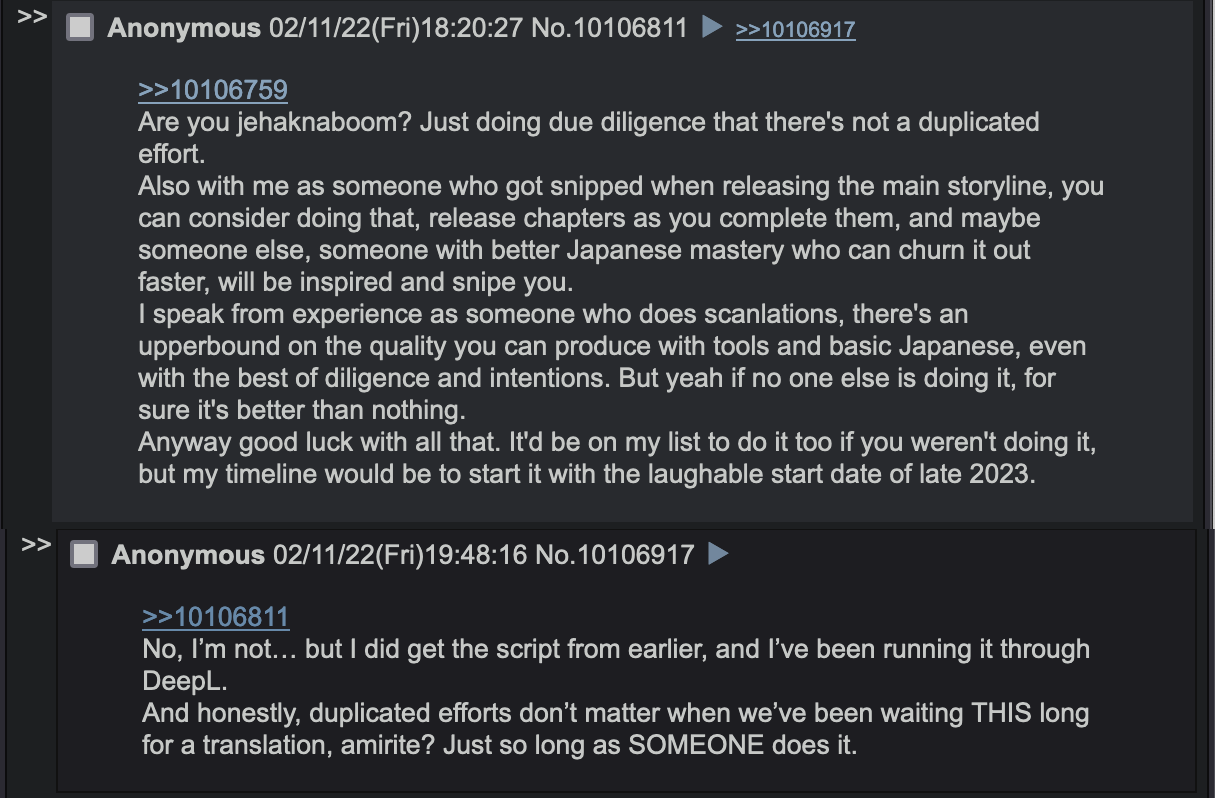 >> Anonymous 02/11/22(Fri)18:20:27 No.10106811 ▶ >>10106917
>>10106759
Are you jehaknaboom? Just doing due diligence that there's not a duplicated
effort.
Also with me as someone who got snipped when releasing the main storyline, you
can consider doing that, release chapters as you complete them, and maybe
someone else, someone with better Japanese mastery who can churn it out
faster, will be inspired and snipe you.
I speak from experience as someone who does scanlations, there's an
upperbound on the quality you can produce with tools and basic Japanese, even
with the best of diligence and intentions. But yeah if no one else is doing it, for
sure it's better than nothing.
Anyway good luck with all that. It'd be on my list to do it too if you weren't doing it,
but my timeline would be to start it with the laughable start date of late 2023.
>> Anonymous 02/11/22(Fri)19:48:16 No.10106917 ▶
>>10106811
No, I’m not… but I did get the script from earlier, and I’ve been running it through
DeepL.
And honestly, duplicated efforts don’t matter when we’ve been waiting THIS long
for a translation, amirite? Just so long as SOMEONE does it.